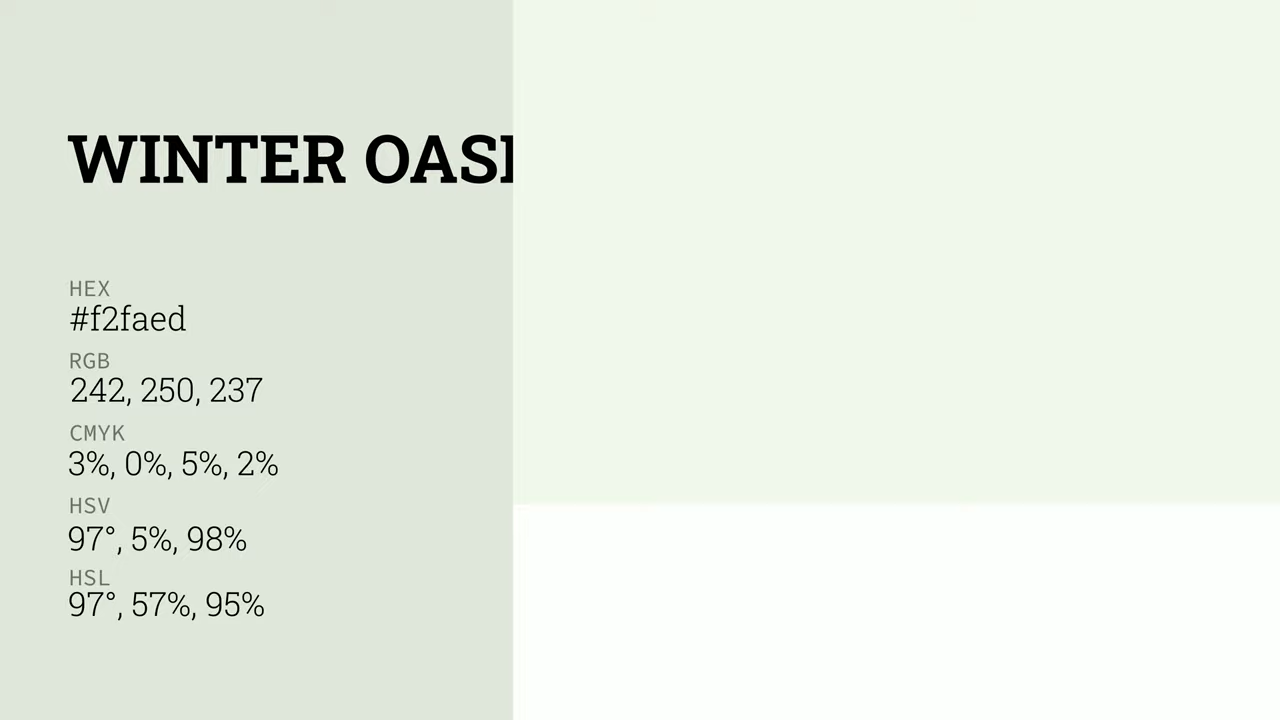 WINTER OASI
HEX
#f2faed
RGB
242, 250, 237
CMYK
3%, 0%, 5%, 2%
HSV
97°, 5%, 98%
HSL
97°, 57%, 95%